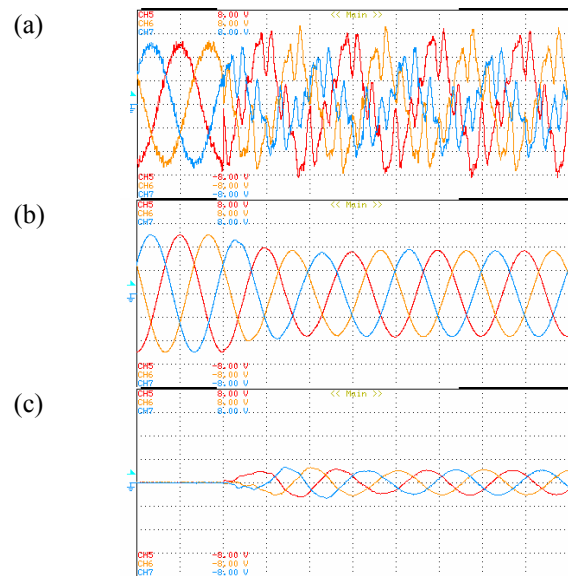 (a)
CH5 8.00 V << Main >>
CH6 8.00 V
CH7 8.00 V
CH5 -8.00 V
CH6 -8.00 V
CH7 -8.00 V
(b)
CH5 8.00 V << Main >>
CH6 8.00 V
CH7 8.00 V
CH5 -8.00 V
CH6 -8.00 V
CH7 -8.00 V
(c)
CH5 8.00 V << Main >>
CH6 8.00 V
CH7 8.00 V
CH5 -8.00 V
CH6 -8.00 V
CH7 -8.00 V